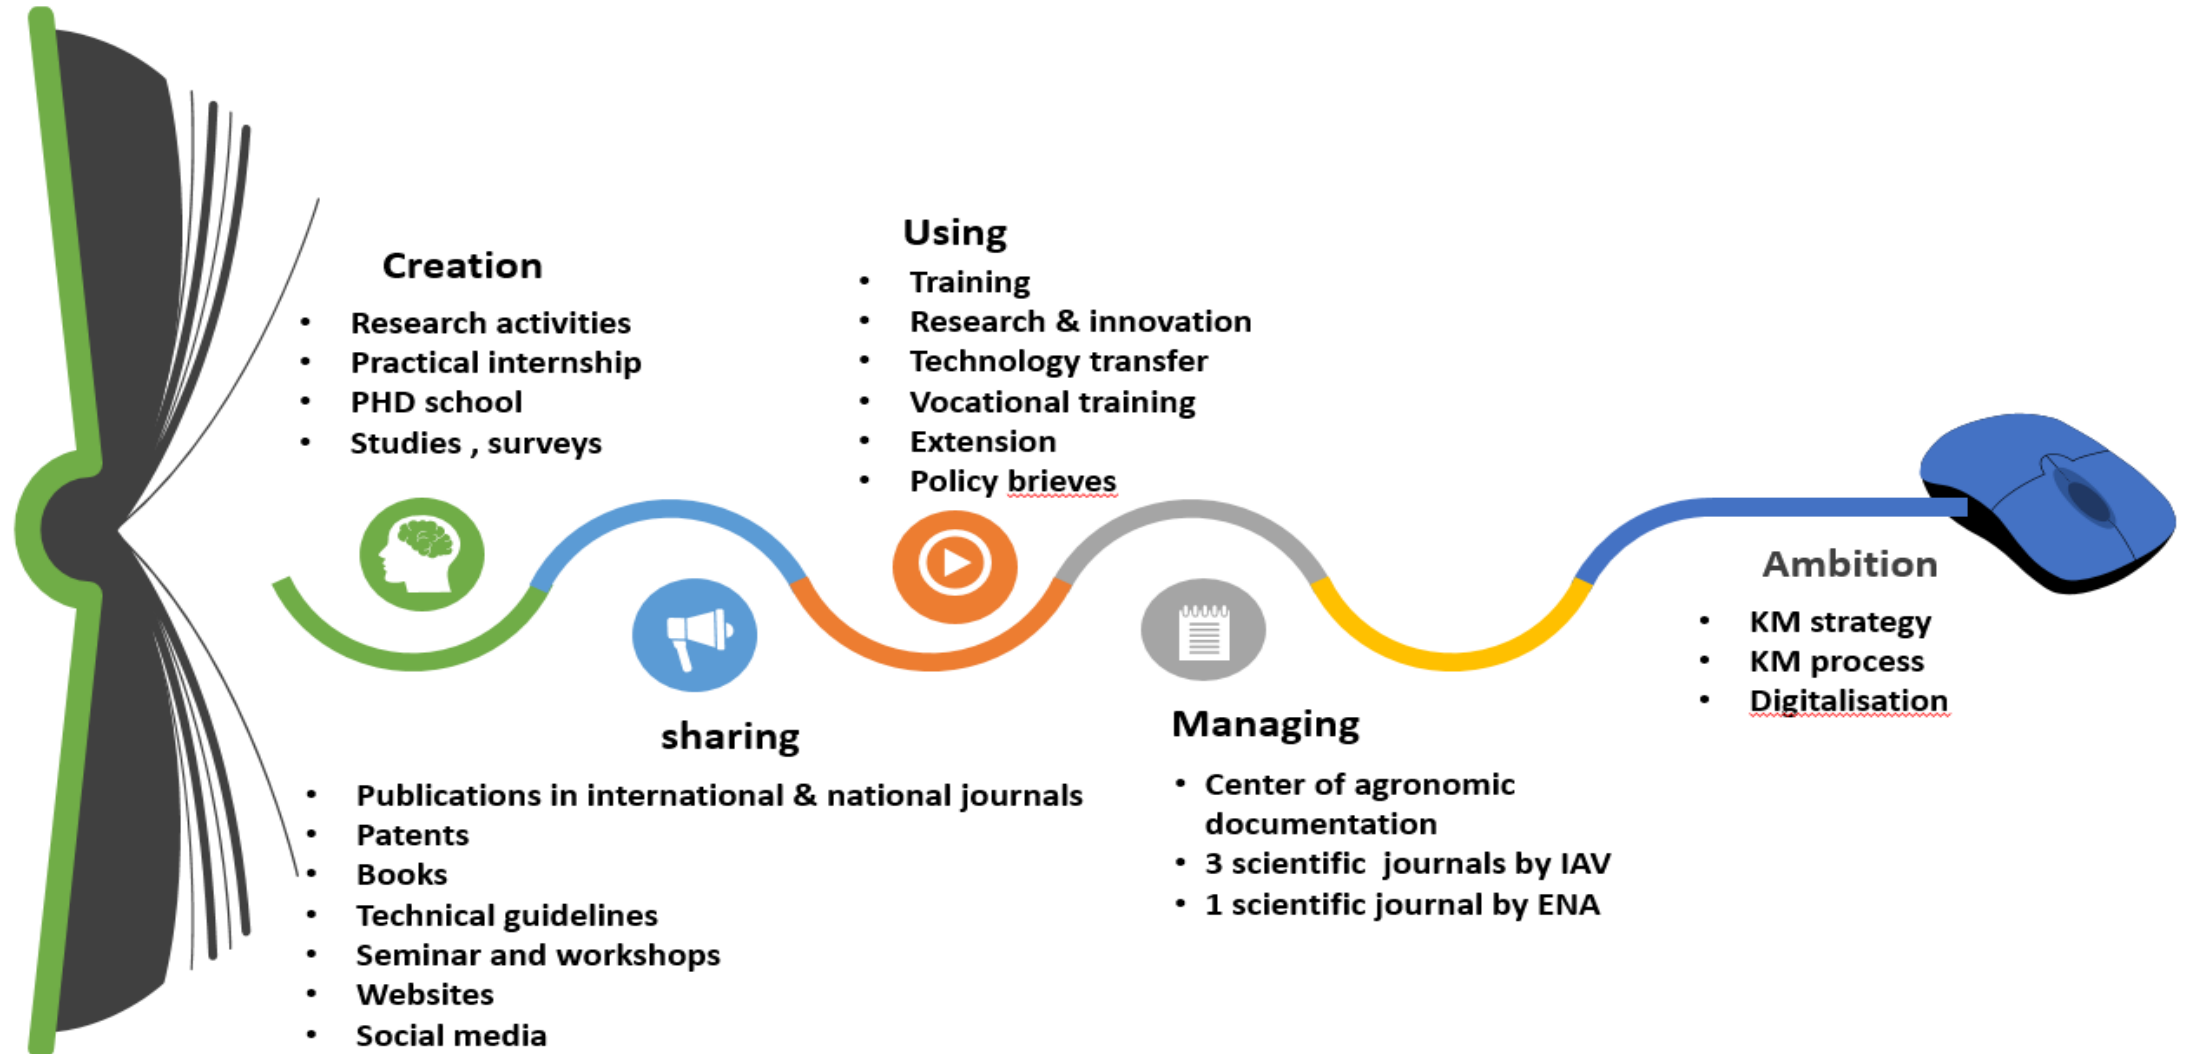 Creation
• Research activities
• Practical internship
• PHD school
• Studies , surveys
Using
• Training
• Research & innovation
• Technology transfer
• Vocational training
• Extension
• Policy brieves
sharing
• Publications in international & national journals
• Patents
• Books
• Technical guidelines
• Seminar and workshops
• Websites
• Social media
Managing
• Center of agronomic
documentation
• 3 scientific  journals by IAV
• 1 scientific journal by ENA
Ambition
• KM strategy
• KM process
• Digitalisation